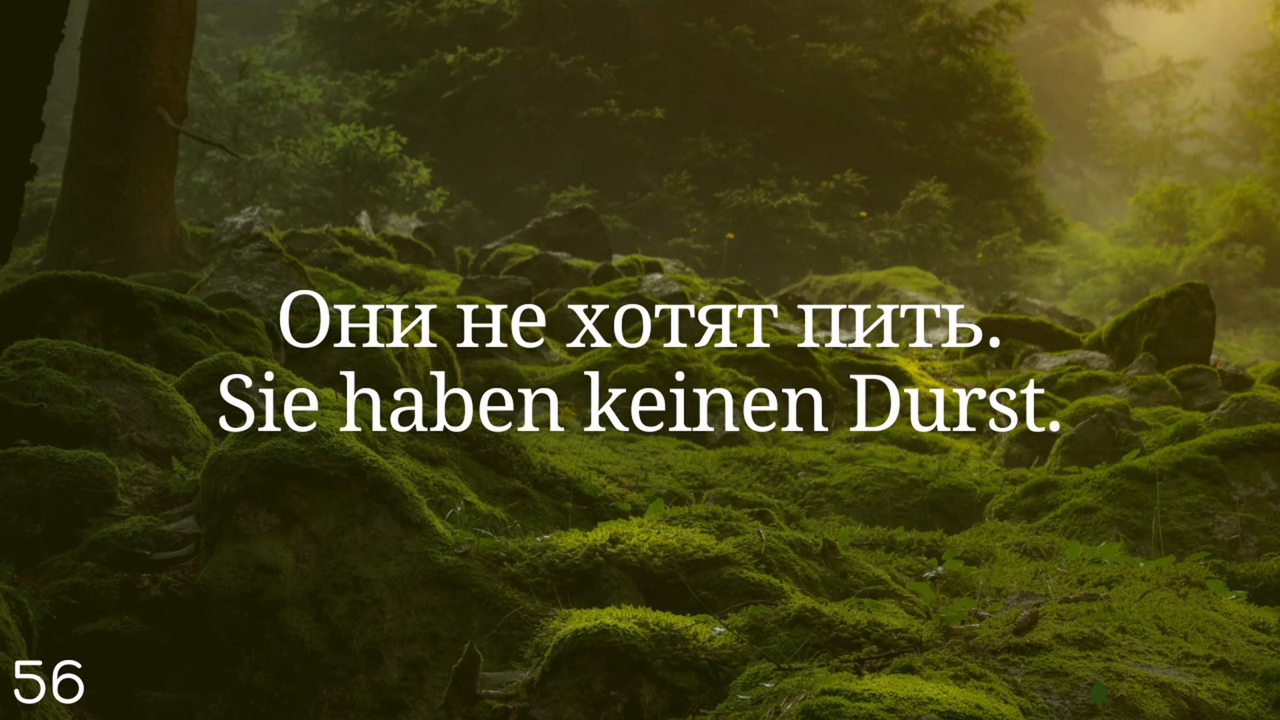 Они не хотят пить.
Sie haben keinen Durst.
56